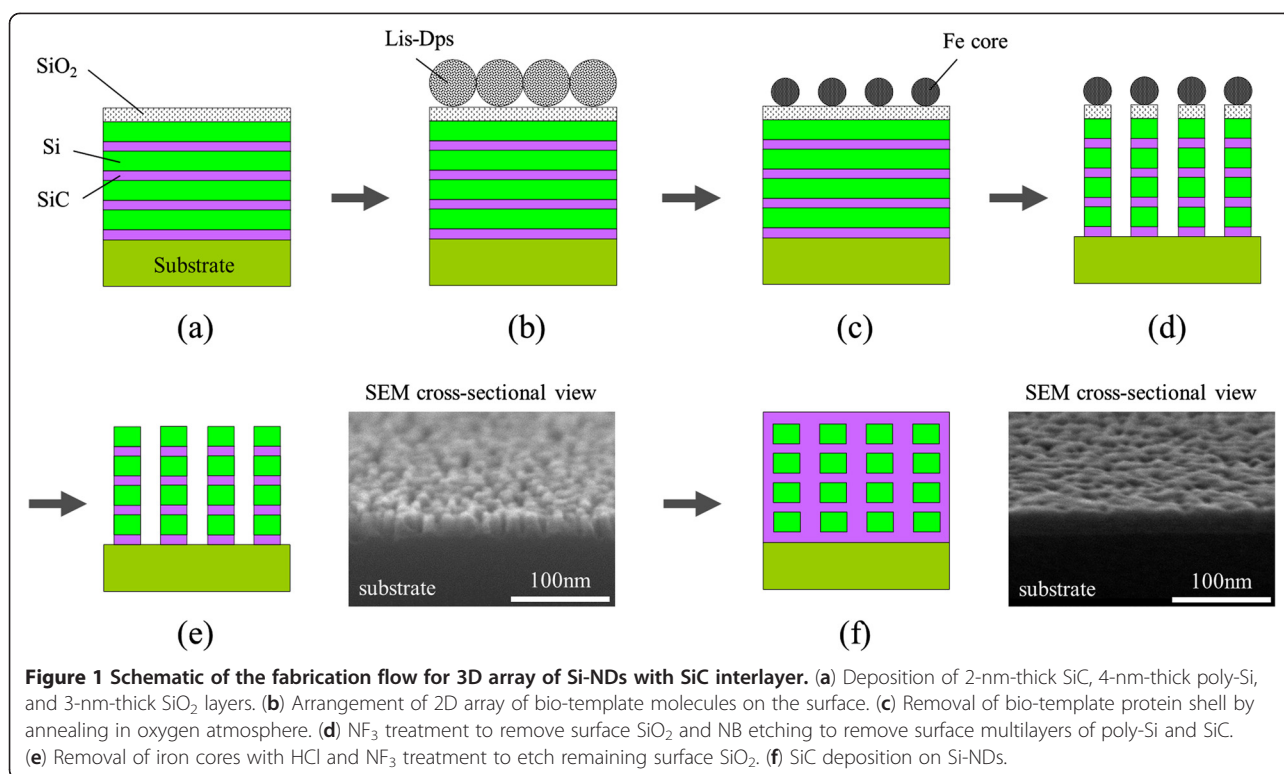 Lis-Dps
Fe core
SiO₂
Si
SiC
Substrate
(a)
(b)
(c)
(d)
SEM cross-sectional view
SEM cross-sectional view
substrate
100nm
substrate
100nm
(e)
(f)
Figure 1 Schematic of the fabrication flow for 3D array of Si-NDs with SiC interlayer. (a) Deposition of 2-nm-thick SiC, 4-nm-thick poly-Si,
and 3-nm-thick SiO₂ layers. (b) Arrangement of 2D array of bio-template molecules on the surface. (c) Removal of bio-template protein shell by
annealing in oxygen atmosphere. (d) NF₃ treatment to remove surface SiO₂ and NB etching to remove surface multilayers of poly-Si and SiC.
(e) Removal of iron cores with HCl and NF₃ treatment to etch remaining surface SiO₂. (f) SiC deposition on Si-NDs.